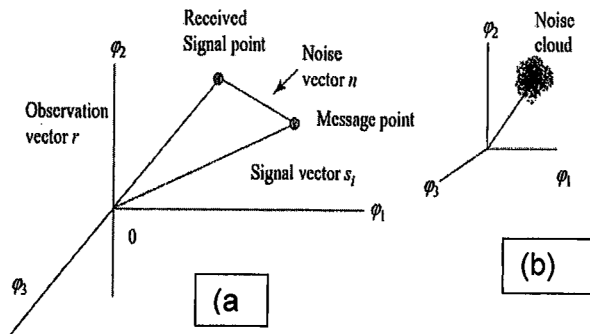 Received
Signal point
φ2
Noise
vector n
Observation
vector r
Message point
Signal vector si
φ1
0
φ3
(a
Noise
cloud
φ2
φ3
φ1
(b)